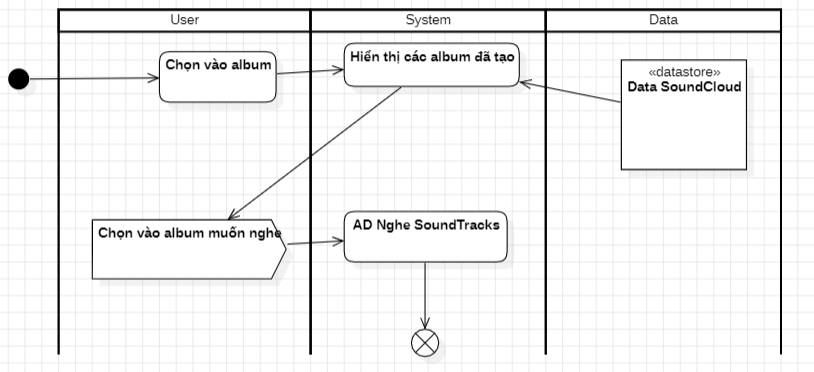 User
System
Data
Chọn vào album
Hiển thị các album đã tạo
«datastore»
Data SoundCloud
Chọn vào album muốn nghe
AD Nghe SoundTracks